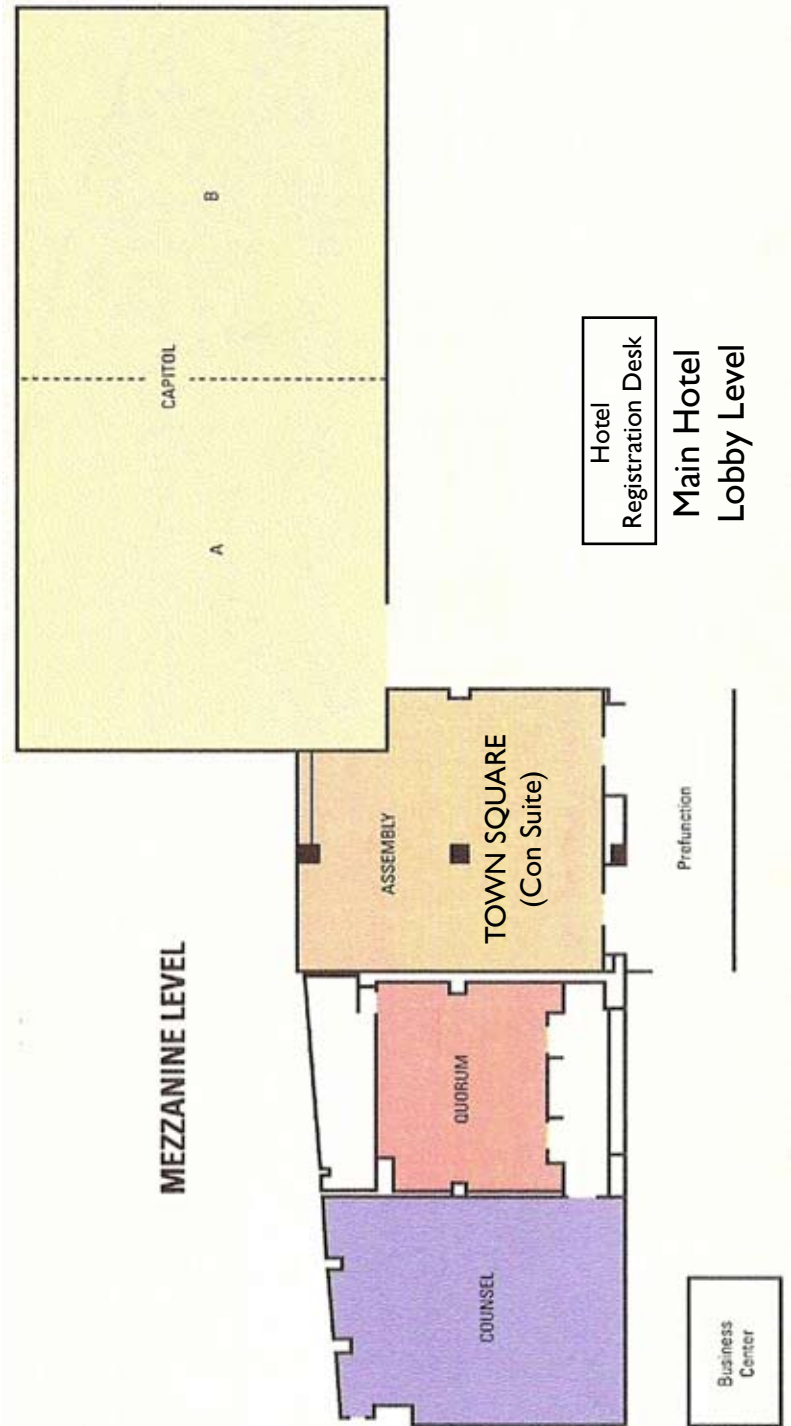 MEZZANINE LEVEL
CAPITOL
A
B
ASSEMBLY
TOWN SQUARE
(Con Suite)
QUORUM
COUNSEL
Prefunction
Hotel
Registration Desk
Main Hotel
Lobby Level
Business
Center